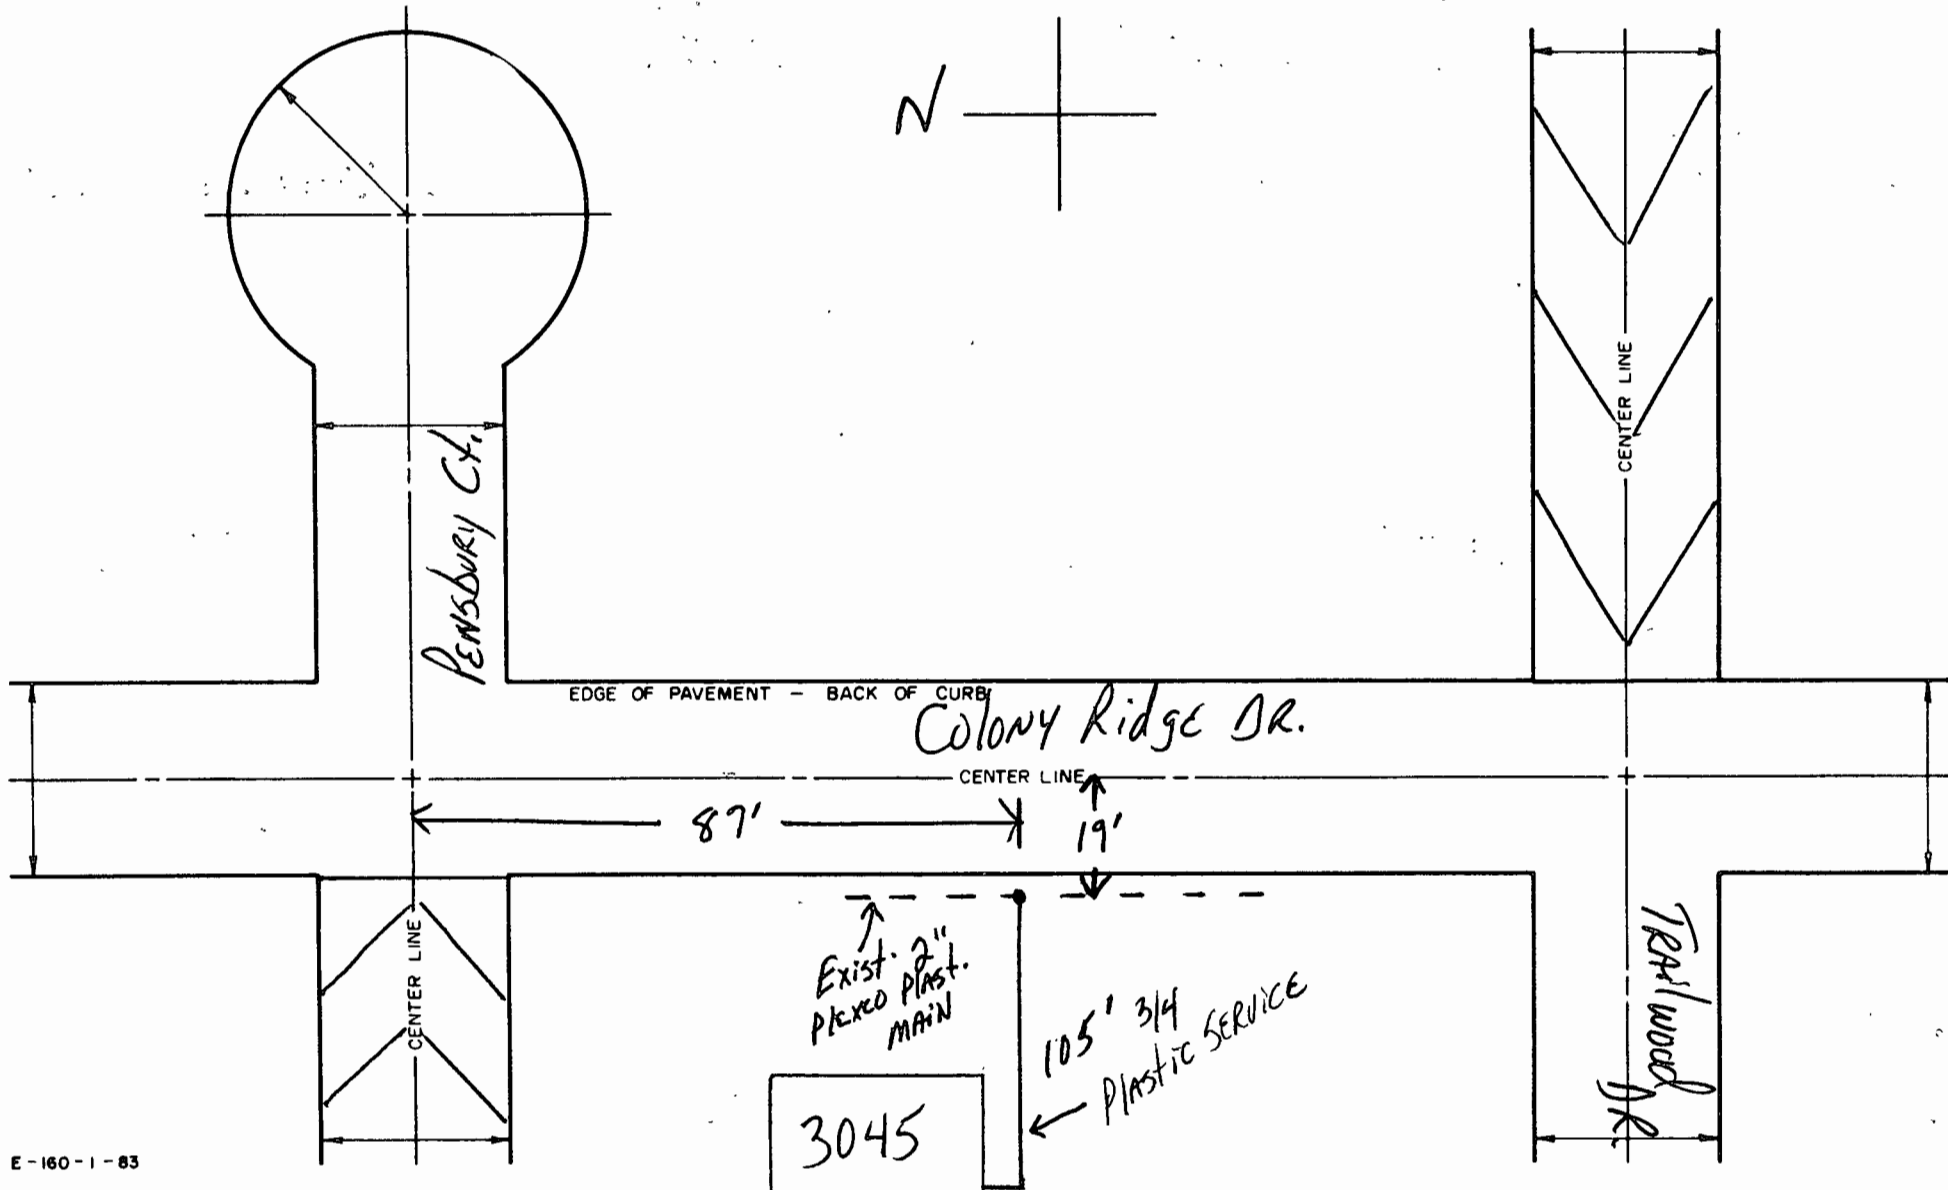 N
CENTER LINE
Pensbury Ct.
EDGE OF PAVEMENT - BACK OF CURB
Colony Ridge DR.
CENTER LINE
87'
19'
CENTER LINE
Exist. 2"
Plexco Plast.
MAIN
105' 3/4
Plastic SERVICE
TRAilwood
DR.
3045
E-160-1-83